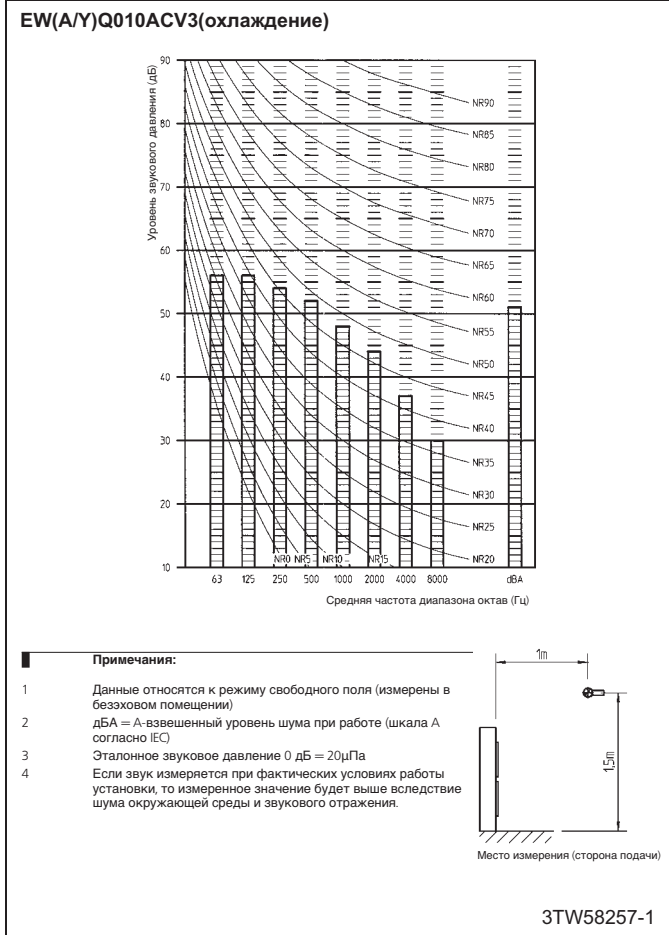 EW(A/Y)Q010ACV3(охлаждение)
Уровень звукового давления (дБ)
90
80
70
60
50
40
30
20
10
NR90
NR85
NR80
NR75
NR70
NR65
NR60
NR55
NR50
NR45
NR40
NR35
NR30
NR25
NR20
NR0 NR5 NR10 NR15
63 125 250 500 1000 2000 4000 8000 dBA
Средняя частота диапазона октав (Гц)
Примечания:
1 Данные относятся к режиму свободного поля (измерены в
безэховом помещении)
2 дБА = А-взвешенный уровень шума при работе (шкала А
согласно IEC)
3 Эталонное звуковое давление 0 дБ = 20µПа
4 Если звук измеряется при фактических условиях работы
установки, то измеренное значение будет выше вследствие
шума окружающей среды и звукового отражения.
1m
1,5m
Место измерения (сторона подачи)
3TW58257-1